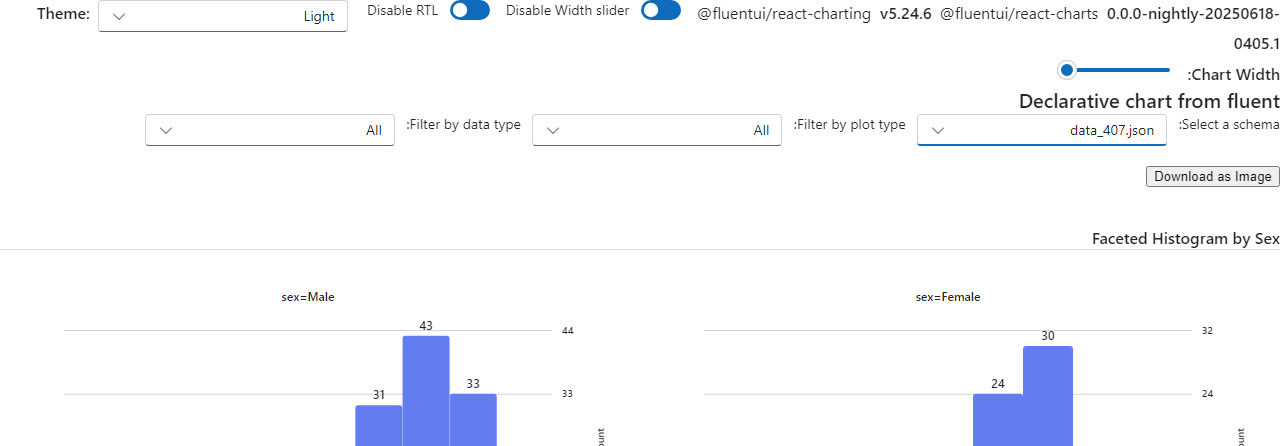 Theme: Light Disable RTL Disable Width slider @fluentui/react-charting v5.24.6 @fluentui/react-charts 0.0.0-nightly-20250618-
0405.1
:Chart Width
Declarative chart from fluent
:Select a schema data_407.json :Filter by plot type All :Filter by data type All
Download as Image
Faceted Histogram by Sex
sex=Male
43
44
31
33
33
sex=Female
30
32
24
24